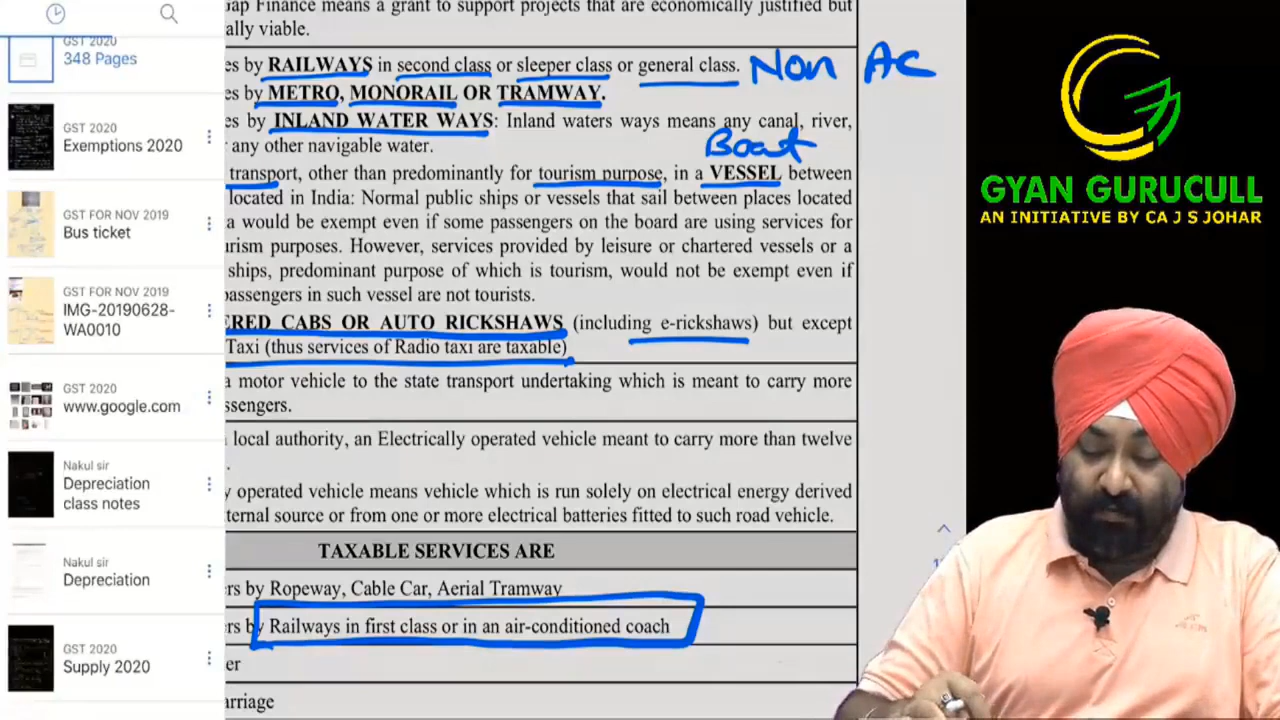 GST 2020
348 Pages
GST 2020
Exemptions 2020
GST FOR NOV 2019
Bus ticket
GST FOR NOV 2019
IMG-20190628-
WA0010
GST 2020
www.google.com
Nakul sir
Depreciation
class notes
Nakul sir
Depreciation
GST 2020
Supply 2020
Gap Finance means a grant to support projects that are economically justified but
ally viable.
es by RAILWAYS in second class or sleeper class or general class. Non AC
es by METRO, MONORAIL OR TRAMWAY.
es by INLAND WATER WAYS: Inland waters ways means any canal, river,
any other navigable water.
Boat
transport, other than predominantly for tourism purpose, in a VESSEL between
located in India: Normal public ships or vessels that sail between places located
a would be exempt even if some passengers on the board are using services for
urism purposes. However, services provided by leisure or chartered vessels or a
ships, predominant purpose of which is tourism, would not be exempt even if
passengers in such vessel are not tourists.
ERED CABS OR AUTO RICKSHAWS (including e-rickshaws) but except
Taxi (thus services of Radio taxi are taxable)
a motor vehicle to the state transport undertaking which is meant to carry more
ssengers.
local authority, an Electrically operated vehicle meant to carry more than twelve
.
y operated vehicle means vehicle which is run solely on electrical energy derived
ternal source or from one or more electrical batteries fitted to such road vehicle.
TAXABLE SERVICES ARE
ers by Ropeway, Cable Car, Aerial Tramway
ers by Railways in first class or in an air-conditioned coach
er
arriage
GYAN GURUCULL
AN INITIATIVE BY CA J S JOHAR